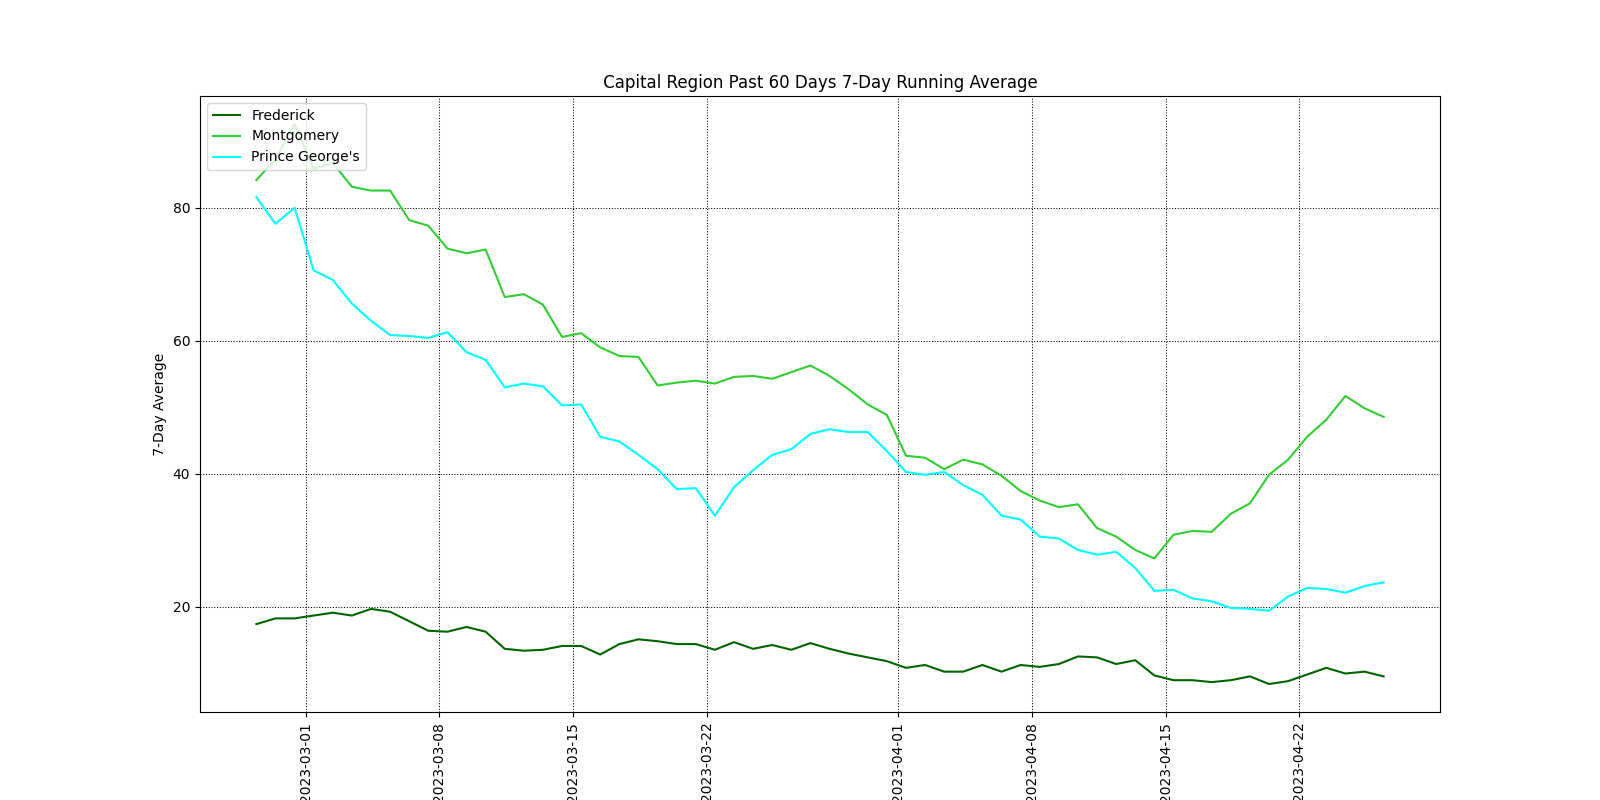 Capital Region Past 60 Days 7-Day Running Average
Frederick
Montgomery
Prince George's
7-Day Average
80
60
40
20
2023-03-01
2023-03-08
2023-03-15
2023-03-22
2023-04-01
2023-04-08
2023-04-15
2023-04-22